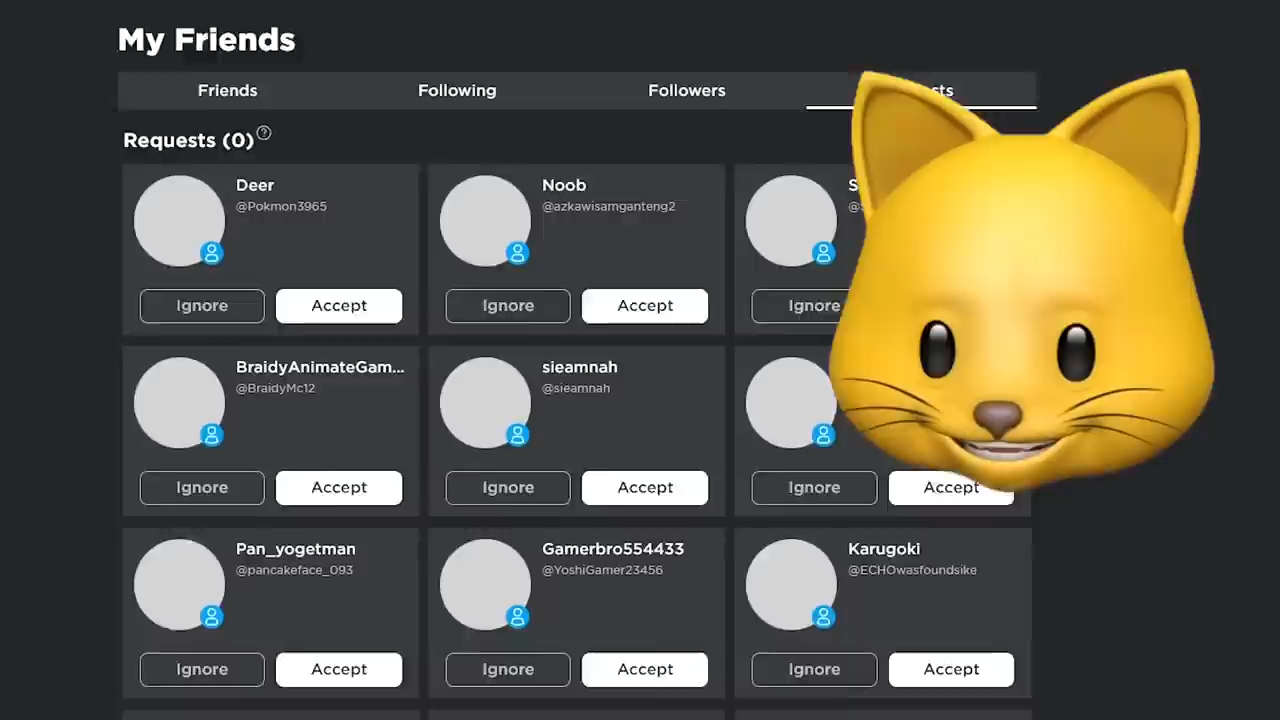 My Friends
Friends Following Followers
Requests (0)
Deer Noob
@Pokmon3965 @azkawisamganteng2
Ignore Accept Ignore Accept Ignore
BraidyAnimateGam... sieamnah
@BraidyMc12 @sieamnah
Ignore Accept Ignore Accept Ignore Accept
Pan_yogetman Gamerbro554433 Karugoki
@pancakeface_093 @YoshiGamer23456 @ECHOwasfoundsike
Ignore Accept Ignore Accept Ignore Accept